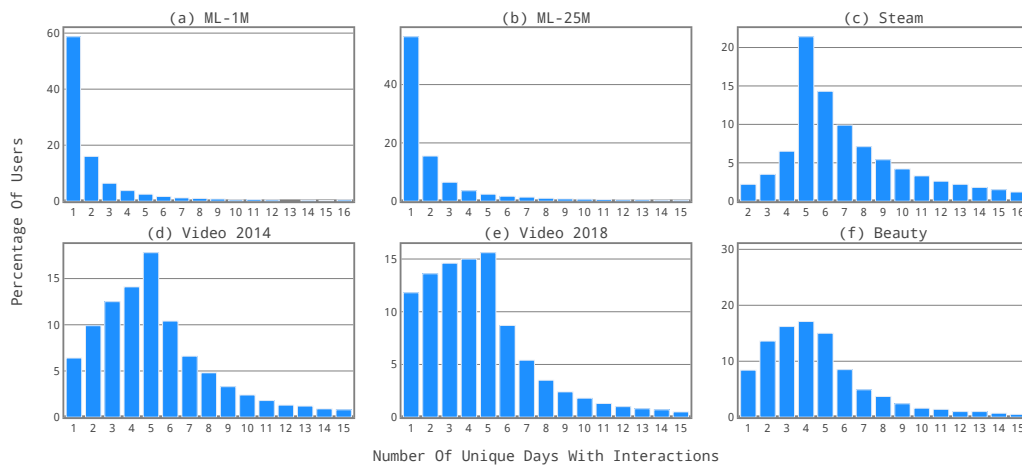 (a) ML-1M
(b) ML-25M
(c) Steam
60
40
20
0
1 2 3 4 5 6 7 8 9 10 11 12 13 14 15 16
40
20
0
1 2 3 4 5 6 7 8 9 10 11 12 13 14 15
20
15
10
5
0
2 3 4 5 6 7 8 9 10 11 12 13 14 15 16
Percentage Of Users
(d) Video 2014
(e) Video 2018
(f) Beauty
15
10
5
0
1 2 3 4 5 6 7 8 9 10 11 12 13 14 15
15
10
5
0
1 2 3 4 5 6 7 8 9 10 11 12 13 14 15
30
20
10
0
1 2 3 4 5 6 7 8 9 10 11 12 13 14 15
Number Of Unique Days With Interactions